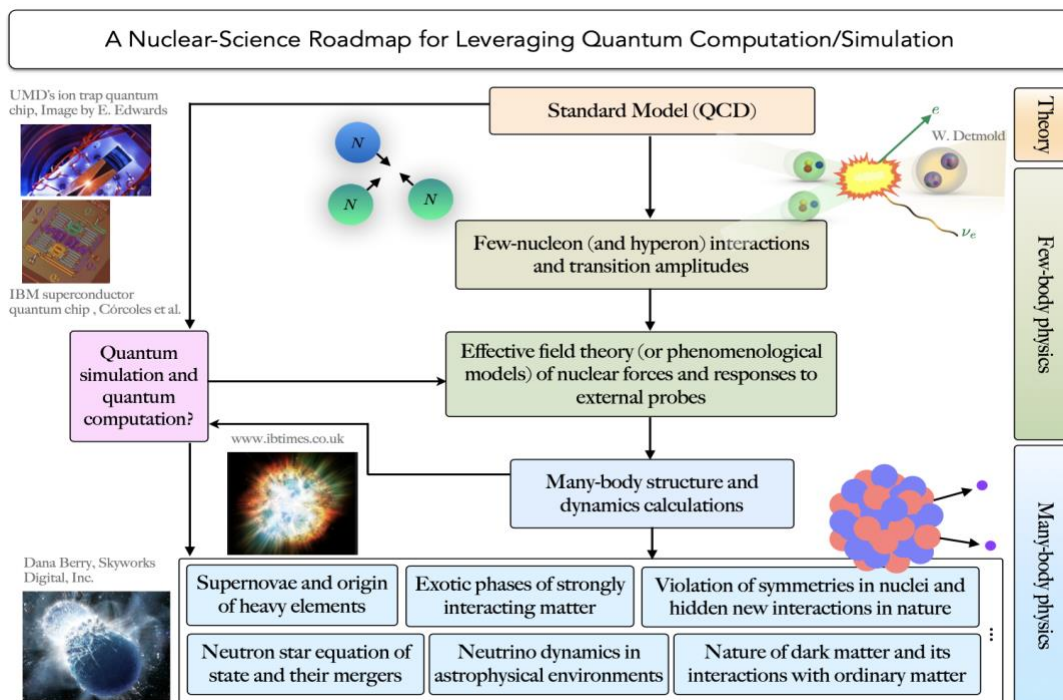 A Nuclear-Science Roadmap for Leveraging Quantum Computation/Simulation
UMD's ion trap quantum
chip, Image by E. Edwards
Standard Model (QCD)
e
W. Detmold
Theory
N
N
N
ν_e
IBM superconductor
quantum chip , Córcoles et al.
Few-nucleon (and hyperon) interactions
and transition amplitudes
Few-body physics
Quantum
simulation and
quantum
computation?
Effective field theory (or phenomenological
models) of nuclear forces and responses to
external probes
www.ibtimes.co.uk
Many-body structure and
dynamics calculations
Many-body physics
Dana Berry, Skyworks
Digital, Inc.
Supernovae and origin
of heavy elements
Exotic phases of strongly
interacting matter
Violation of symmetries in nuclei and
hidden new interactions in nature
Neutron star equation of
state and their mergers
Neutrino dynamics in
astrophysical environments
Nature of dark matter and its
interactions with ordinary matter
⋮